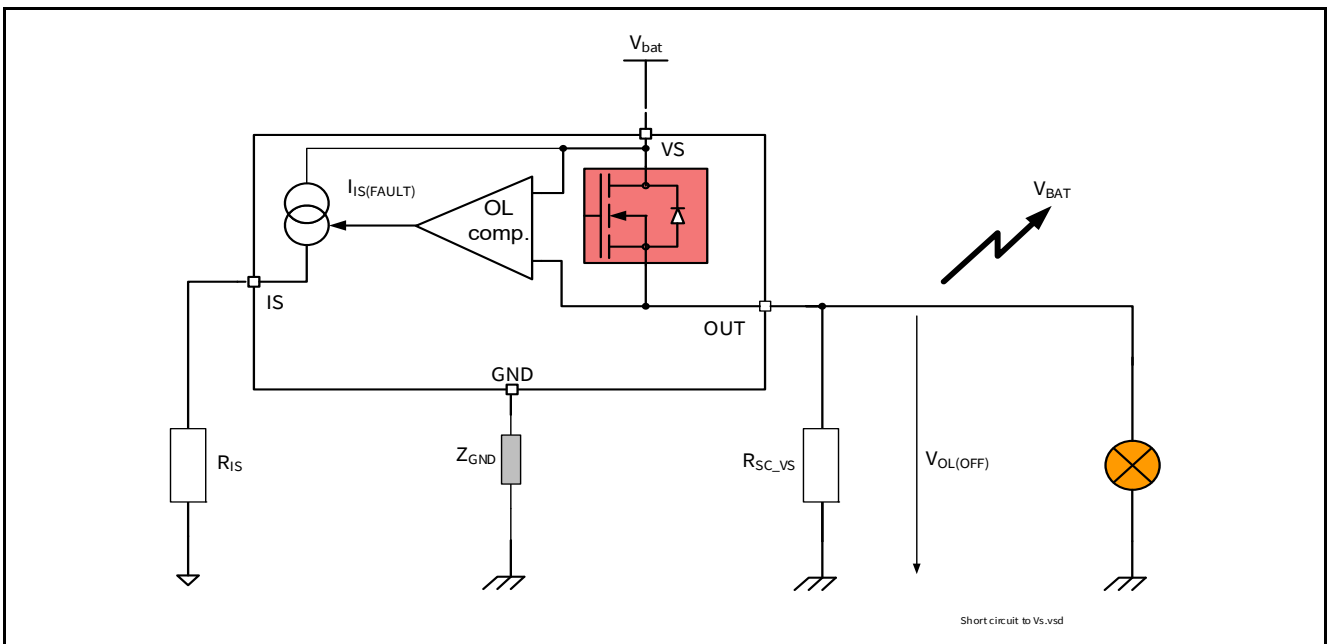 Vbat
VS
IIS(FAULT)
OL
comp.
VBAT
IS
OUT
GND
RIS
ZGND
RSC_VS
VOL(OFF)
Short circuit to Vs.vsd